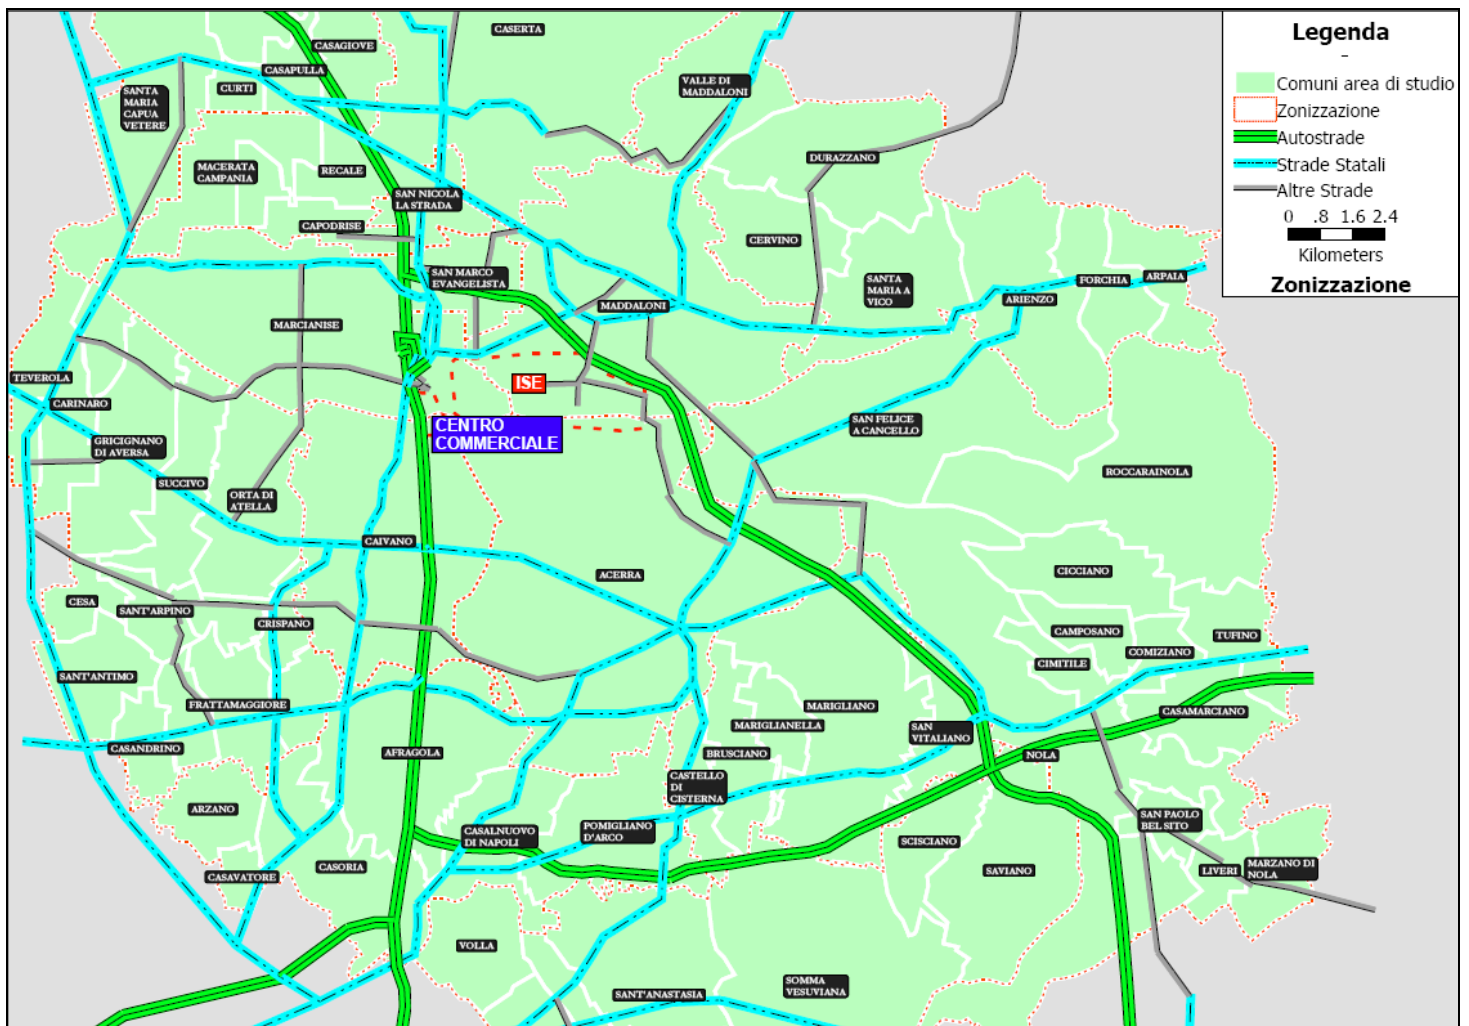 CASERTA
CASAGIOVE
CASAPULLA
CURTI
SANTA
MARIA
CAPUA
VETERE
VALLE DI
MADDALONI
Legenda
-
Comuni area di studio
Zonizzazione
Autostrade
Strade Statali
Altre Strade
0 .8 1.6 2.4
Kilometers
Zonizzazione
MACERATA
CAMPANIA
RECALE
DURAZZANO
SAN NICOLA
LA STRADA
CAPODRISE
CERVINO
SAN MARCO
EVANGELISTA
SANTA
MARIA A
VICO
FORCHIA
ARPAIA
ARIENZO
MADDALONI
MARCIANISE
TEVEROLA
ISE
CARINARO
CENTRO
COMMERCIALE
SAN FELICE
A CANCELLO
GRICIGNANO
DI AVERSA
ROCCARAINOLA
SUCCIVO
ORTA DI
ATELLA
CAIVANO
ACERRA
CICCIANO
CESA
SANT'ARPINO
CRISPANO
CAMPOSANO
TUFINO
COMIZIANO
CIMITILE
SANT'ANTIMO
FRATTAMAGGIORE
MARIGLIANO
CASAMARCIANO
MARIGLIANELLA
SAN
VITALIANO
CASANDRINO
AFRAGOLA
BRUSCIANO
NOLA
CASTELLO
DI
CISTERNA
ARZANO
SAN PAOLO
BEL SITO
CASALNUOVO
DI NAPOLI
POMIGLIANO
D'ARCO
SCISCIANO
CASORIA
CASAVATORE
SAVIANO
LIVERI
MARZANO DI
NOLA
VOLLA
SOMMA
VESUVIANA
SANT'ANASTASIA